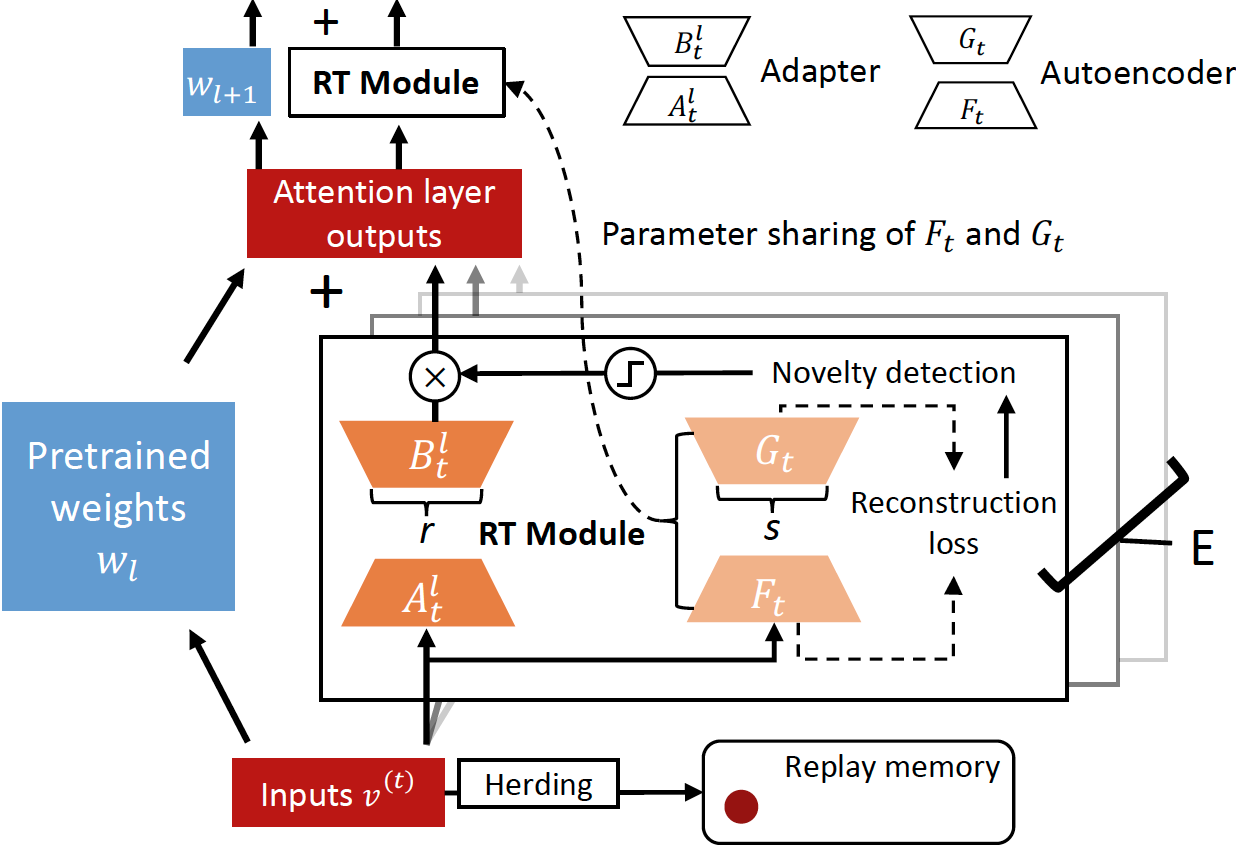 +
w_{l+1}
RT Module
B_t^l
A_t^l
Adapter
G_t
F_t
Autoencoder
Attention layer
outputs
Parameter sharing of F_t and G_t
+
×
Novelty detection
Pretrained
weights
w_l
B_t^l
r
A_t^l
RT Module
G_t
s
F_t
Reconstruction
loss
E
Inputs v^{(t)}
Herding
Replay memory